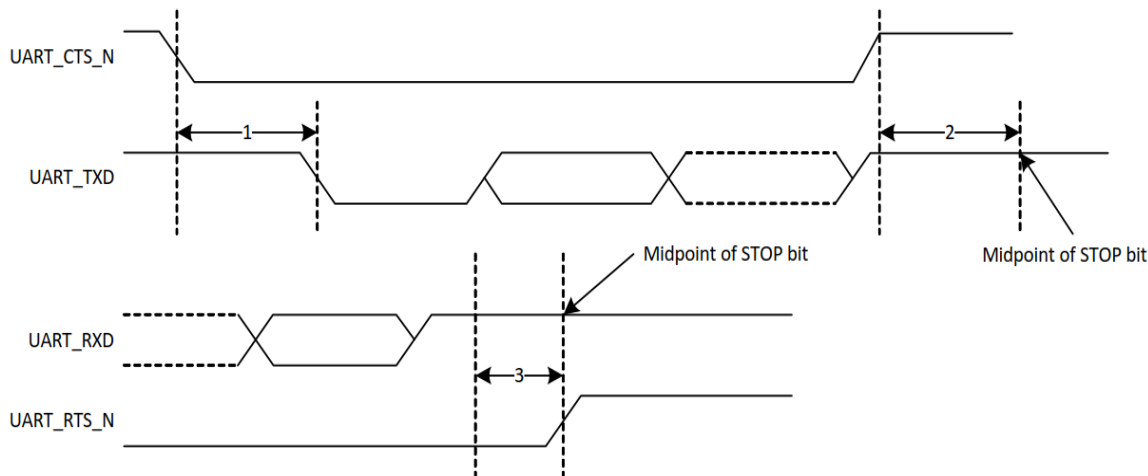 UART_CTS_N
1
2
UART_TXD
Midpoint of STOP bit
Midpoint of STOP bit
UART_RXD
3
UART_RTS_N